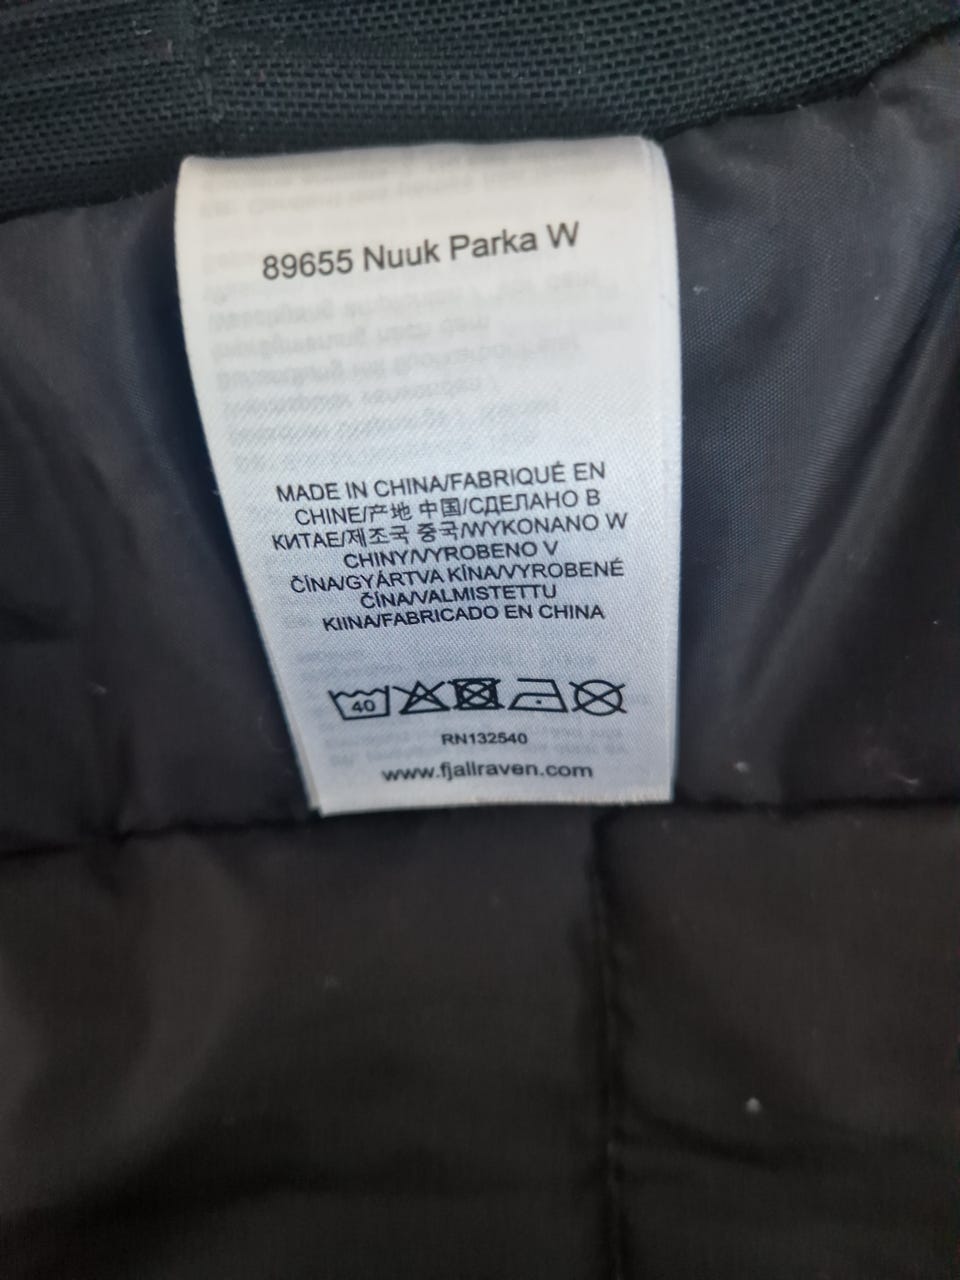 89655 Nuuk Parka W
MADE IN CHINA/FABRIQUÉ EN
CHINE/产地 中国/СДЕЛАНО В
КИТАЕ/제조국 중국/WYKONANO W
CHINY/VYROBENO V
ČÍNA/GYÁRTVA KÍNA/VYROBENÉ
ČÍNA/VALMISTETTU
KIINA/FABRICADO EN CHINA
40
RN132540
www.fjallraven.com